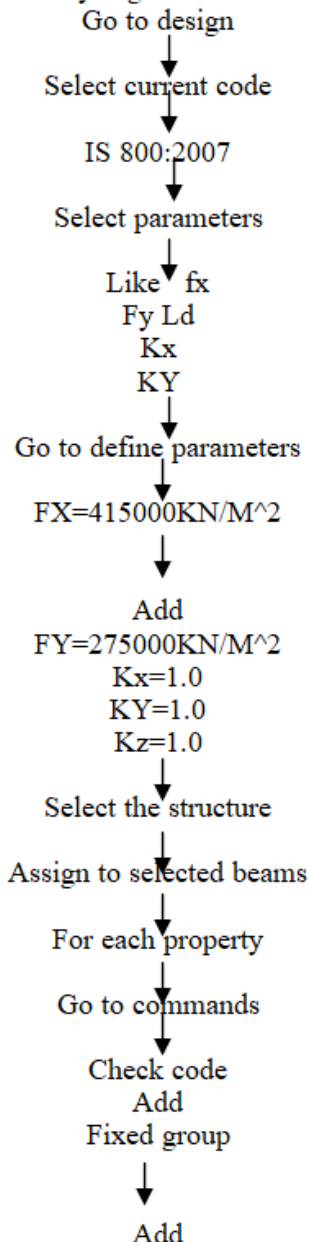 Go to design
Select current code
IS 800:2007
Select parameters
Like fx
Fy Ld
Kx
KY
Go to define parameters
FX=415000KN/M^2
Add
FY=275000KN/M^2
Kx=1.0
KY=1.0
Kz=1.0
Select the structure
Assign to selected beams
For each property
Go to commands
Check code
Add
Fixed group
Add